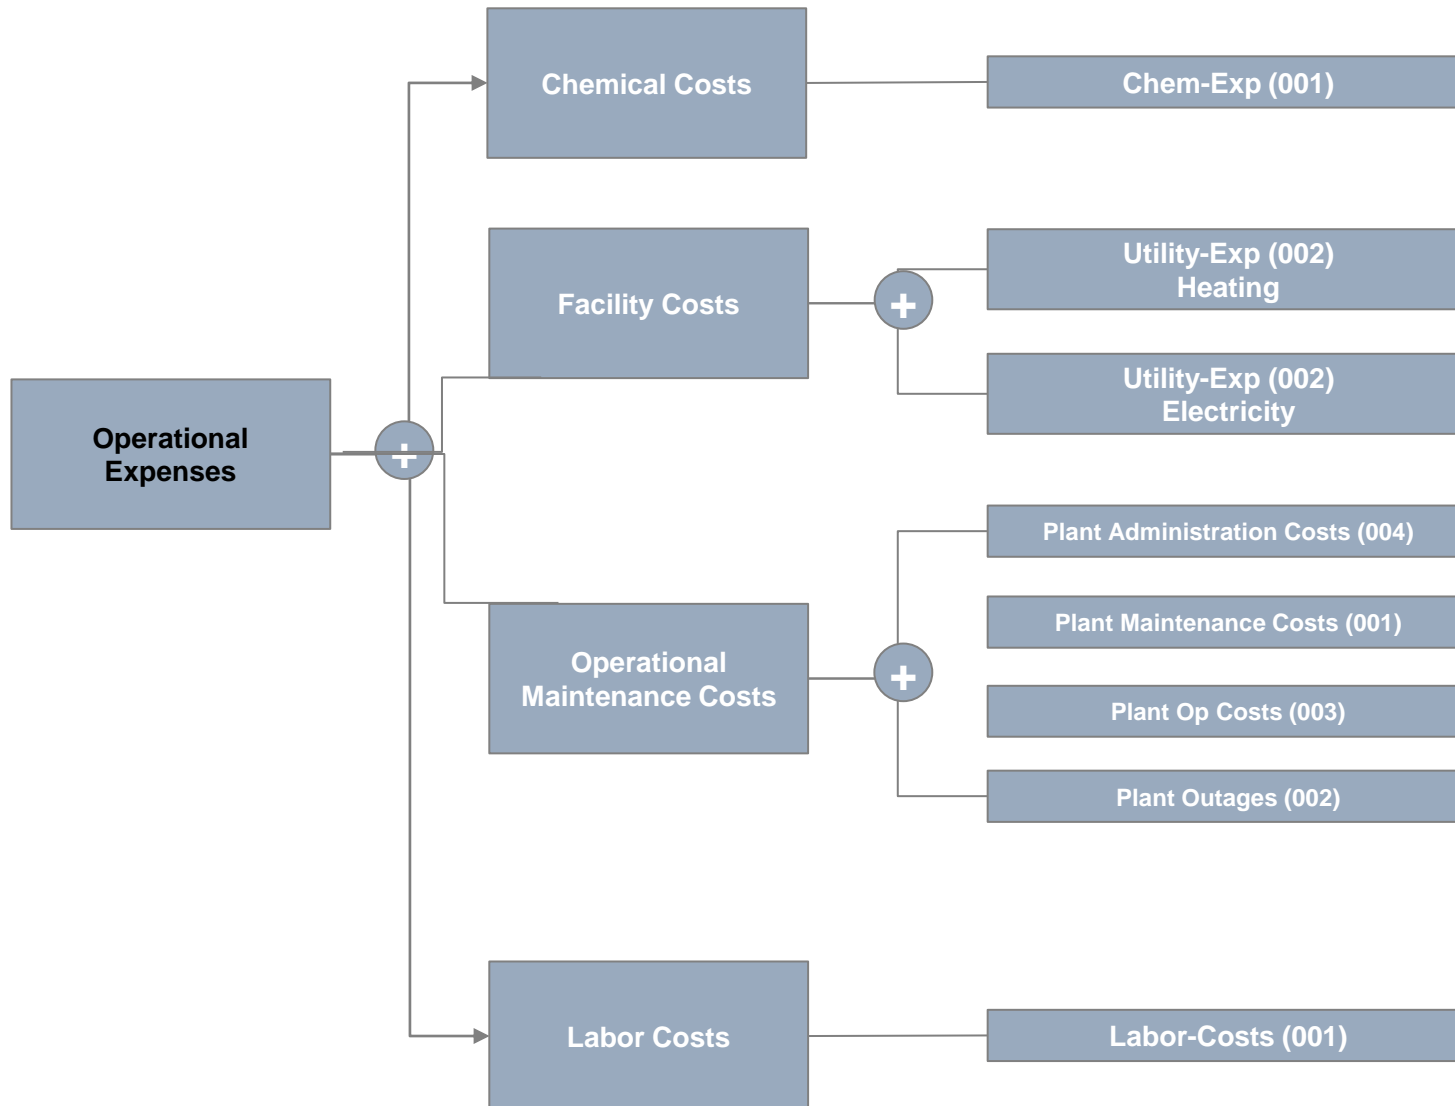 Chemical Costs
Chem-Exp (001)
Facility Costs
+
Utility-Exp (002)
Heating
Utility-Exp (002)
Electricity
Operational
Expenses
+
Operational
Maintenance Costs
+
Plant Administration Costs (004)
Plant Maintenance Costs (001)
Plant Op Costs (003)
Plant Outages (002)
Labor Costs
Labor-Costs (001)